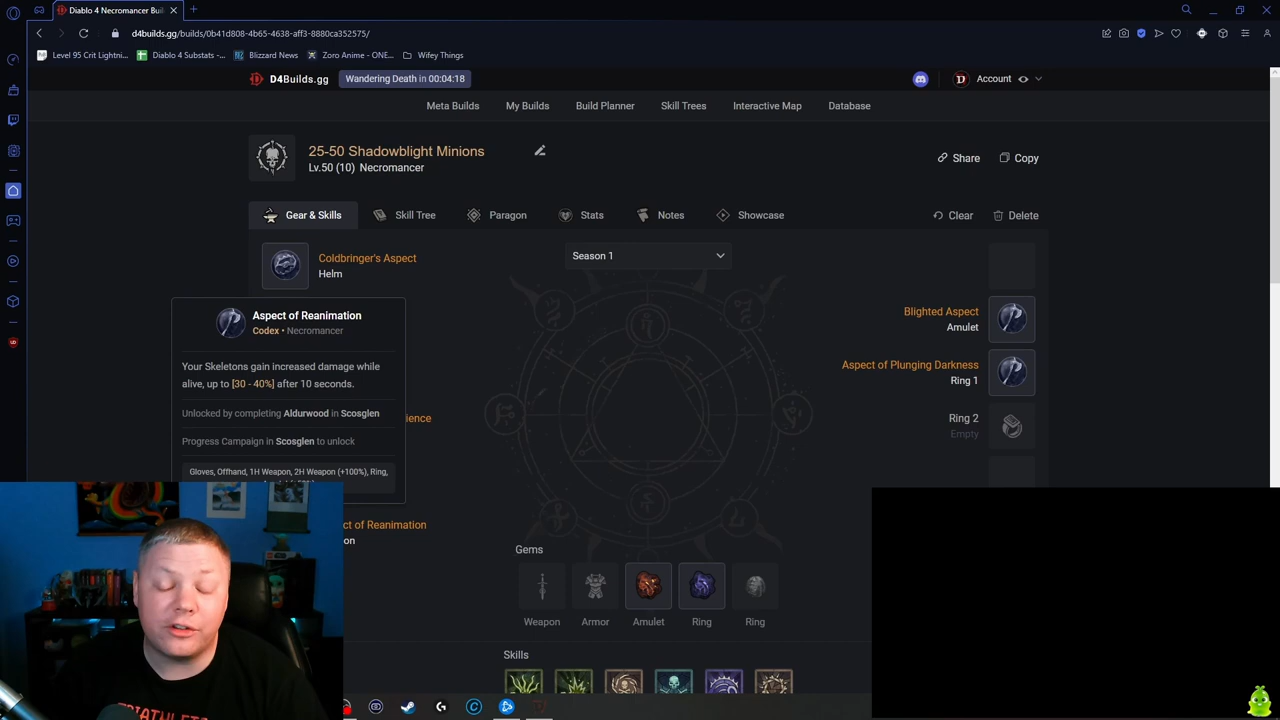 Diablo 4 Necromancer Buil
d4builds.gg/builds/0b41d808-4b65-4638-aff3-8880ca352575/
Level 95 Crit Lightni...
Diablo 4 Substats -...
Blizzard News
Zoro Anime - ONE...
Wifey Things
D4Builds.gg
Wandering Death in 00:04:18
Account
Meta Builds
My Builds
Build Planner
Skill Trees
Interactive Map
Database
25-50 Shadowblight Minions
Lv.50 (10) Necromancer
Share
Copy
Gear & Skills
Skill Tree
Paragon
Stats
Notes
Showcase
Clear
Delete
Coldbringer's Aspect
Helm
Season 1
Aspect of Reanimation
Codex • Necromancer
Your Skeletons gain increased damage while
alive, up to [30 - 40%] after 10 seconds.
Unlocked by completing Aldurwood in Scosglen
Progress Campaign in Scosglen to unlock
Gloves, Offhand, 1H Weapon, 2H Weapon (+100%), Ring,
ience
ct of Reanimation
on
Blighted Aspect
Amulet
Aspect of Plunging Darkness
Ring 1
Ring 2
Empty
Gems
Weapon
Armor
Amulet
Ring
Ring
Skills